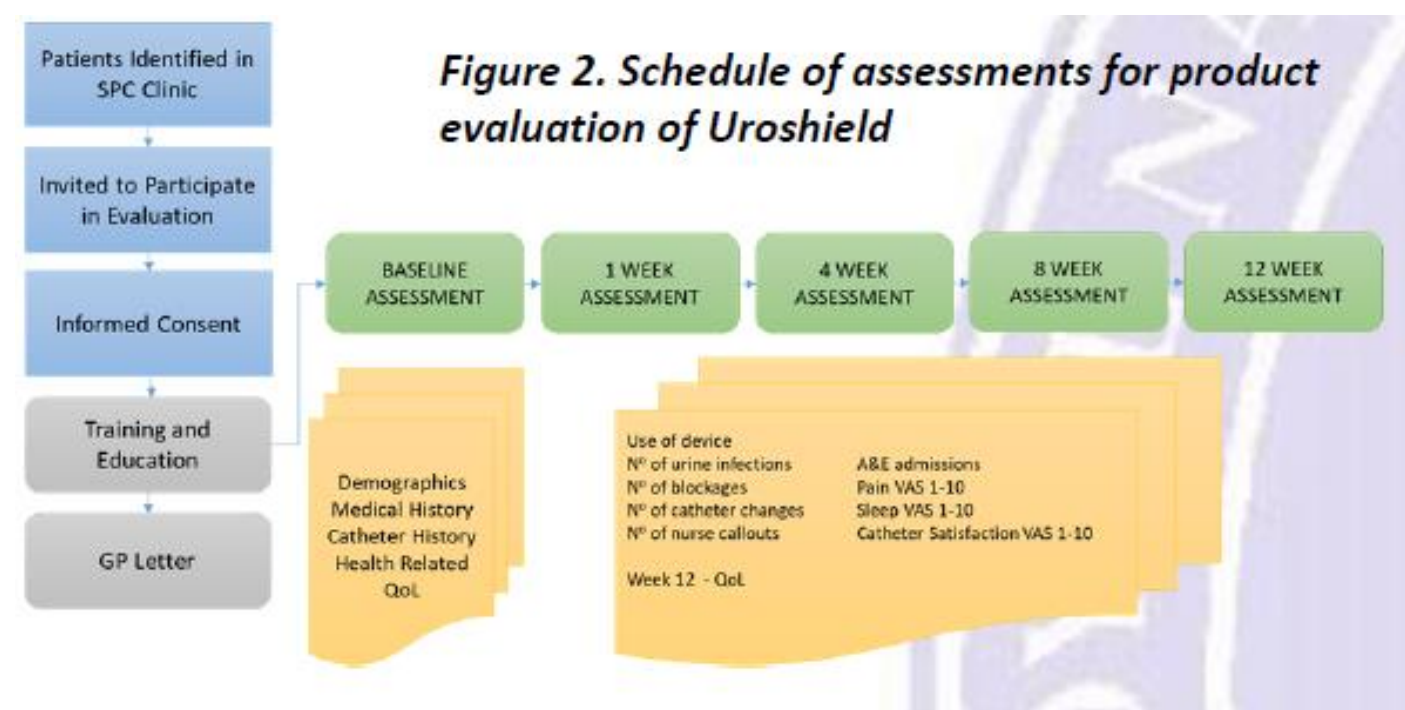 Patients Identified in
SPC Clinic
Figure 2. Schedule of assessments for product
evaluation of Uroshield
Invited to Participate
in Evaluation
Informed Consent
Training and
Education
GP Letter
BASELINE
ASSESSMENT
1 WEEK
ASSESSMENT
4 WEEK
ASSESSMENT
8 WEEK
ASSESSMENT
12 WEEK
ASSESSMENT
Demographics
Medical History
Catheter History
Health Related
QoL
Use of device
Nº of urine infections
Nº of blockages
Nº of catheter changes
Nº of nurse callouts
Week 12 - QoL
A&E admissions
Pain VAS 1-10
Sleep VAS 1-10
Catheter Satisfaction VAS 1-10